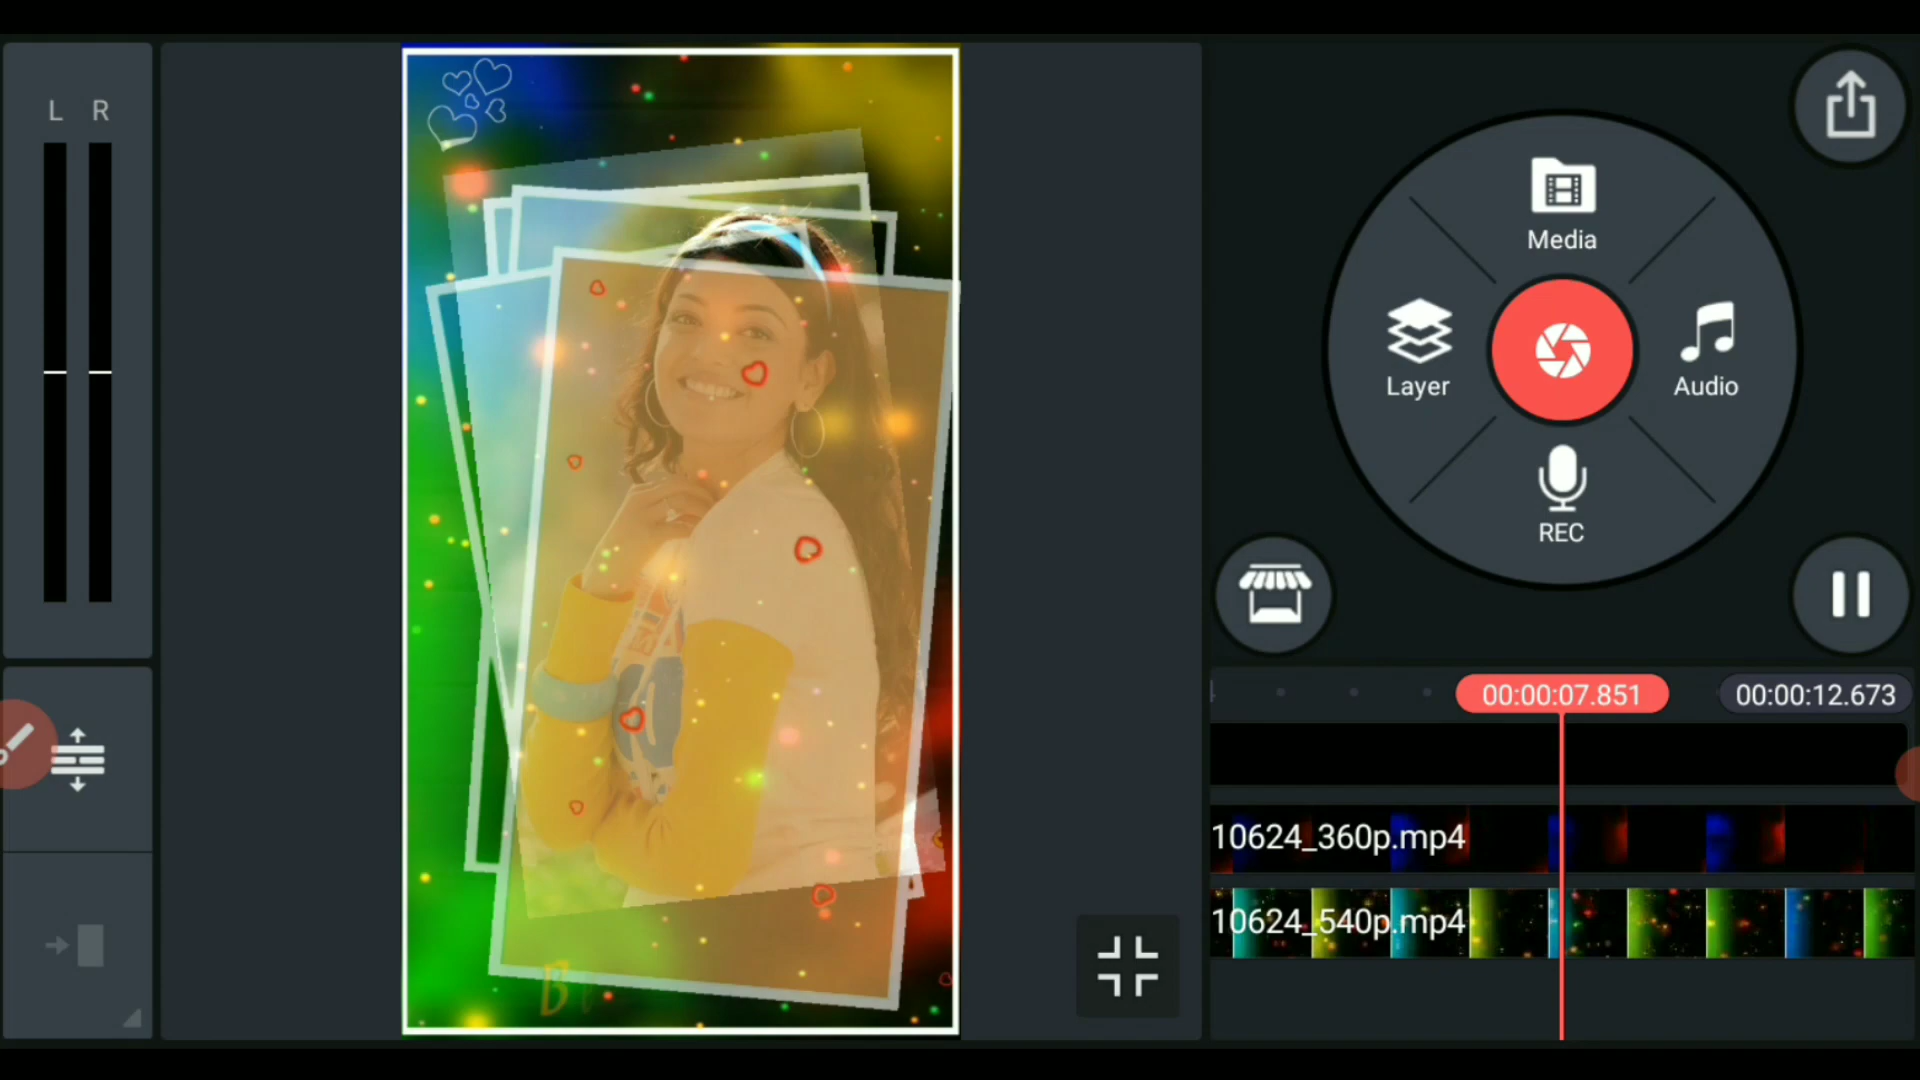 L R
Media
Layer
Audio
REC
00:00:07.851
00:00:12.673
10624_360p.mp4
10624_540p.mp4
B